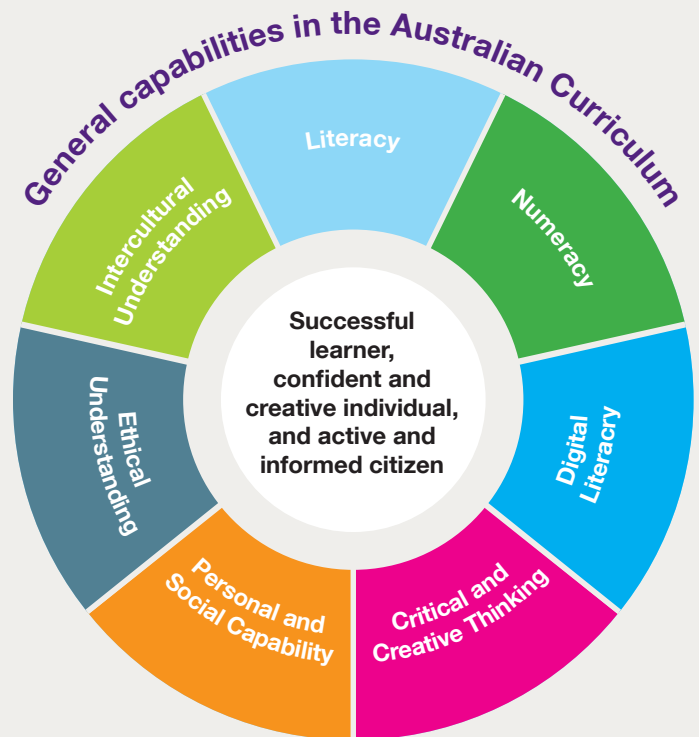 General capabilities in the Australian Curriculum
Literacy
Numeracy
Digital
Literacry
Critical and
Creative Thinking
Personal and
Social Capability
Ethical
Understanding
Intercultural
Understanding
Successful
learner,
confident and
creative individual,
and active and
informed citizen